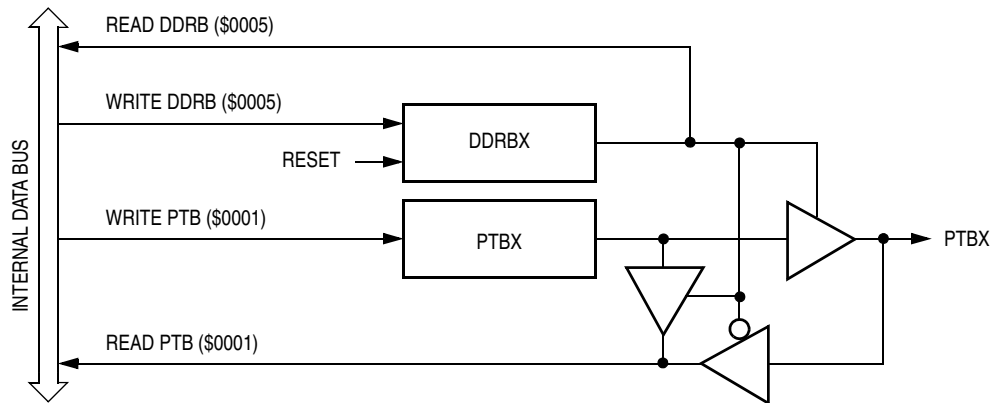 READ DDRB ($0005)
WRITE DDRB ($0005)
DDRBX
RESET
INTERNAL DATA BUS
WRITE PTB ($0001)
PTBX
PTBX
READ PTB ($0001)